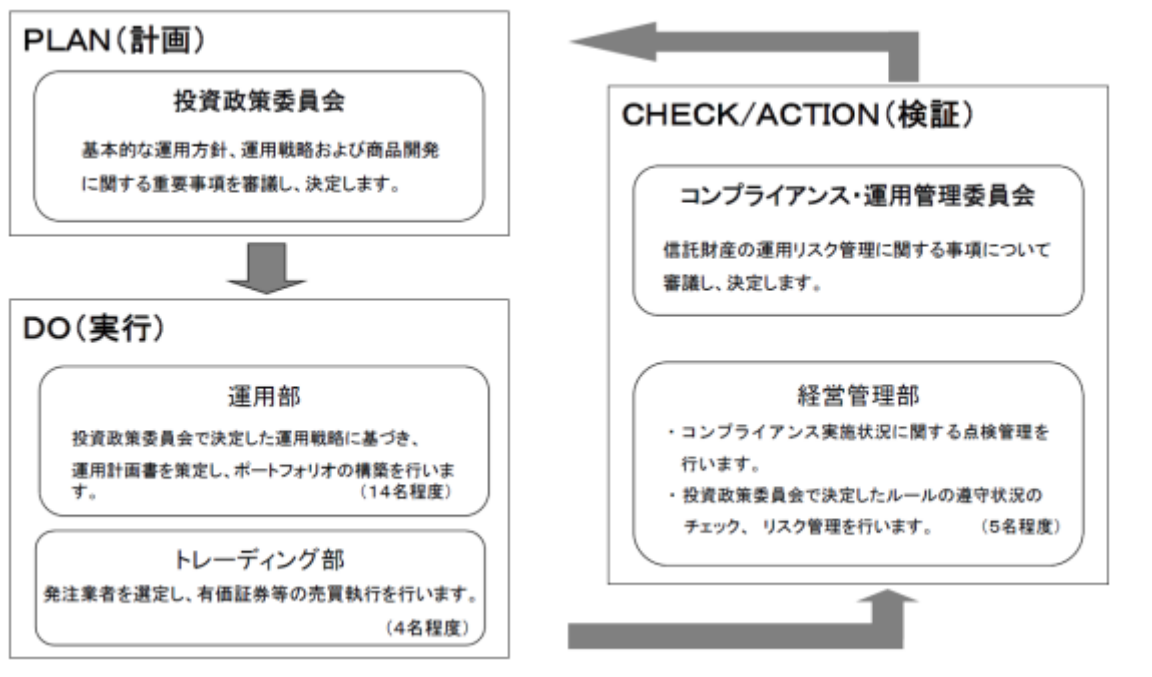 PLAN(計画)
投資政策委員会
基本的な運用方針、運用戦略および商品開発
に関する重要事項を審議し、決定します。
DO(実行)
運用部
投資政策委員会で決定した運用戦略に基づき、
運用計画書を策定し、ポートフォリオの構築を行いま
す。 (14名程度)
トレーディング部
発注業者を選定し、有価証券等の売買執行を行います。
(4名程度)
CHECK/ACTION(検証)
コンプライアンス・運用管理委員会
信託財産の運用リスク管理に関する事項について
審議し、決定します。
経営管理部
・コンプライアンス実施状況に関する点検管理を
行います。
・投資政策委員会で決定したルールの遵守状況の
チェック、 リスク管理を行います。 (5名程度)